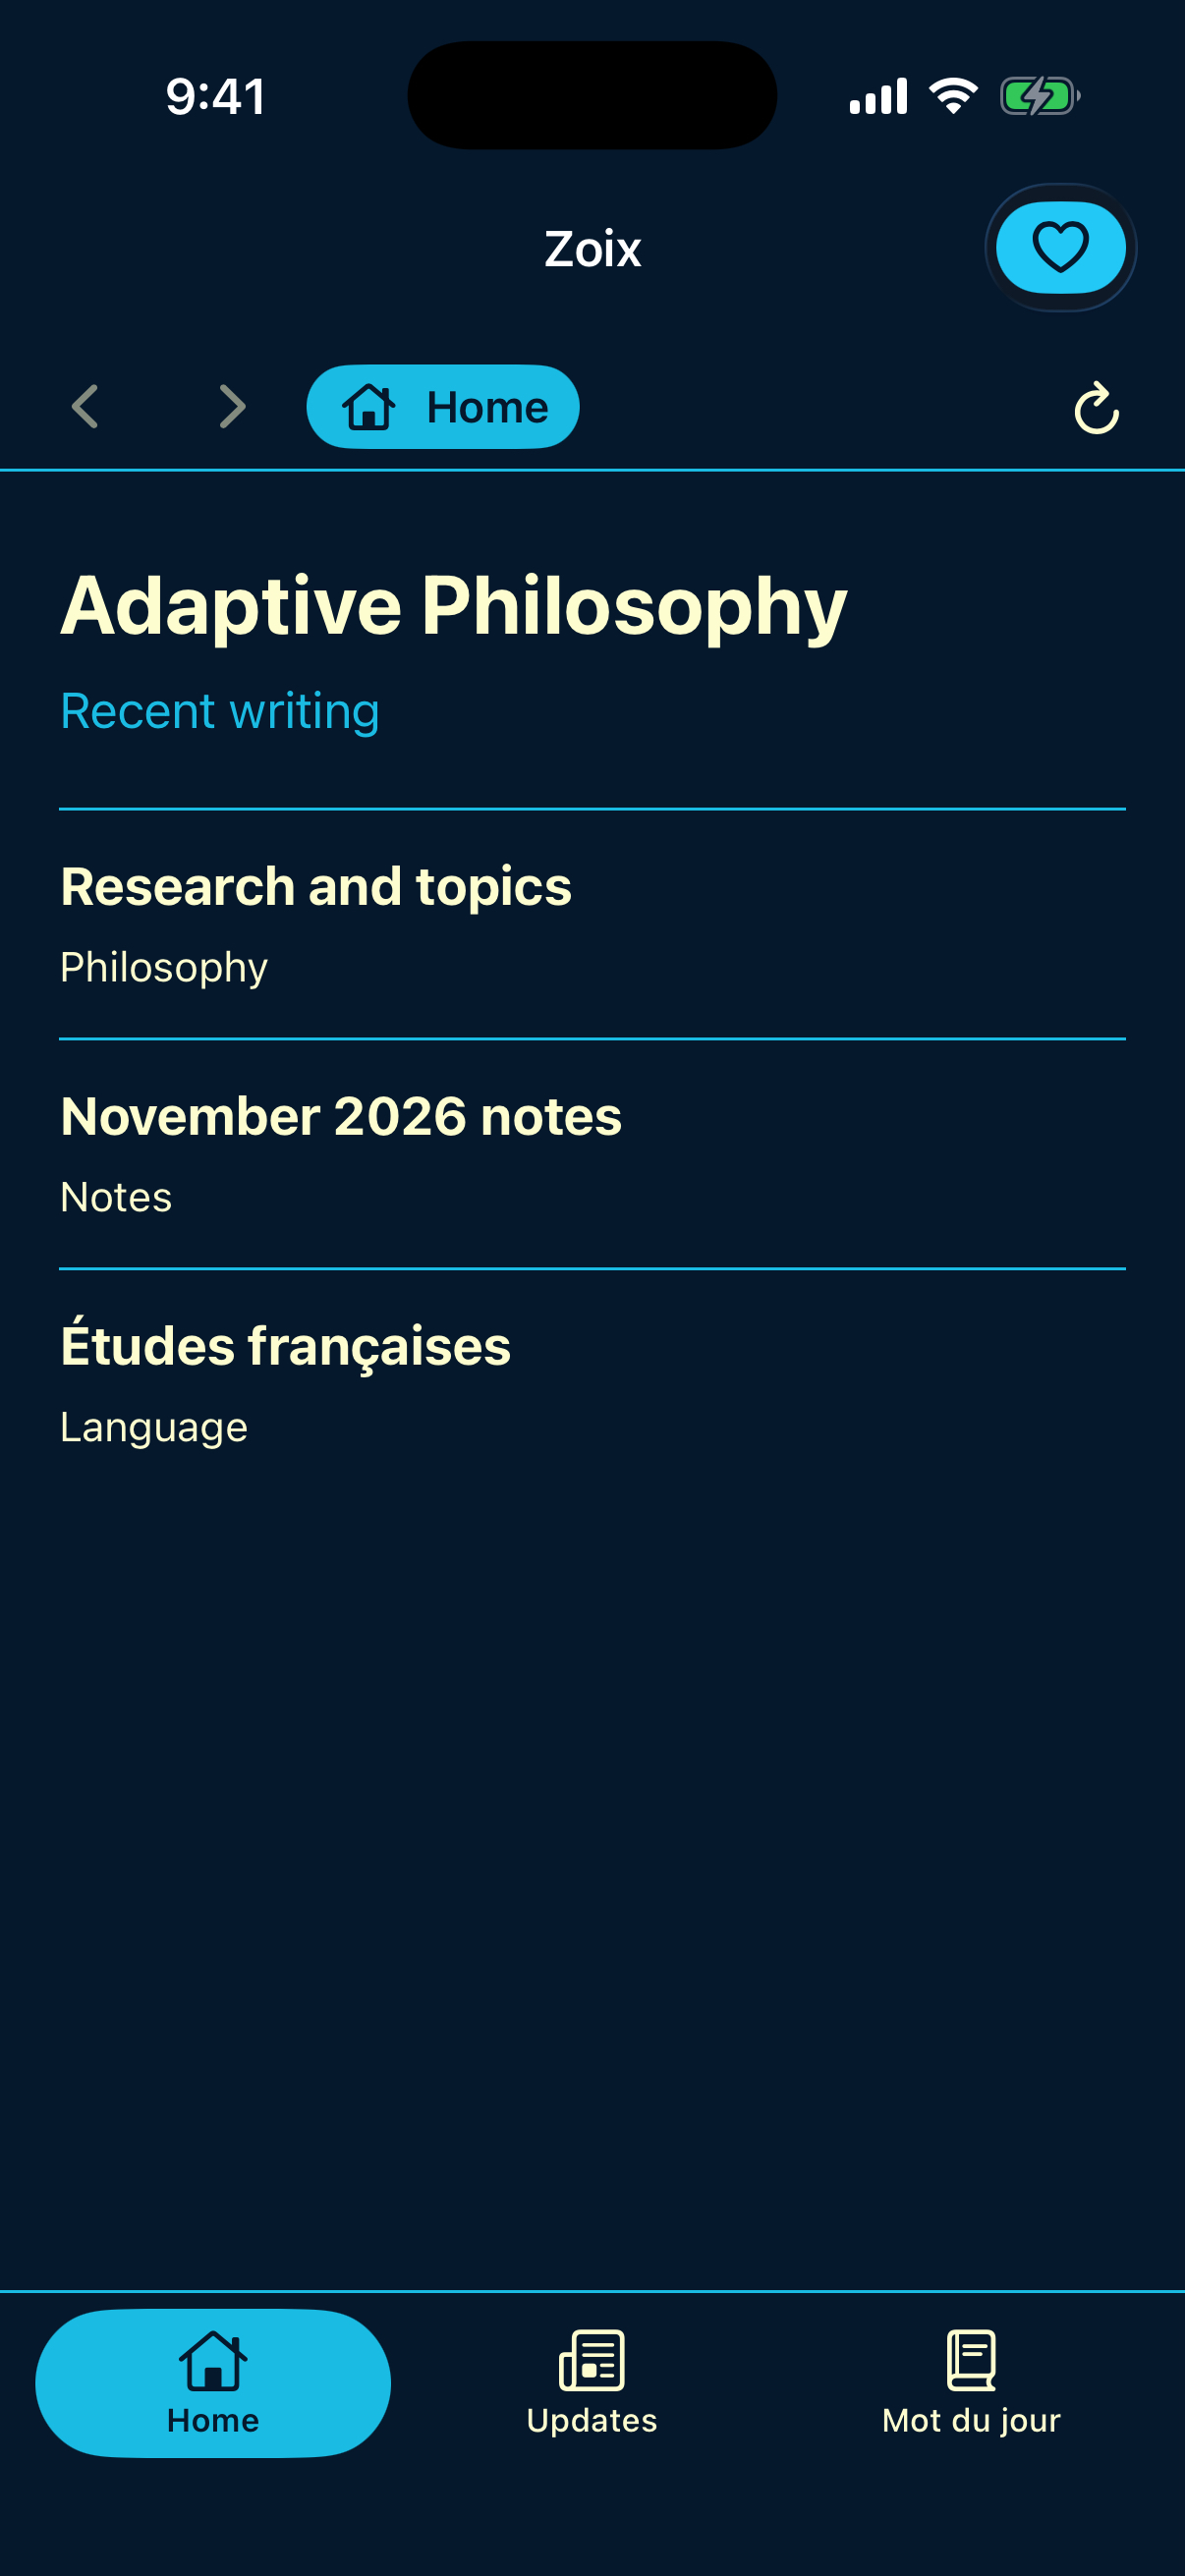 9:41
Zoix
Home
Adaptive Philosophy
Recent writing
Research and topics
Philosophy
November 2026 notes
Notes
Études françaises
Language
Home
Updates
Mot du jour